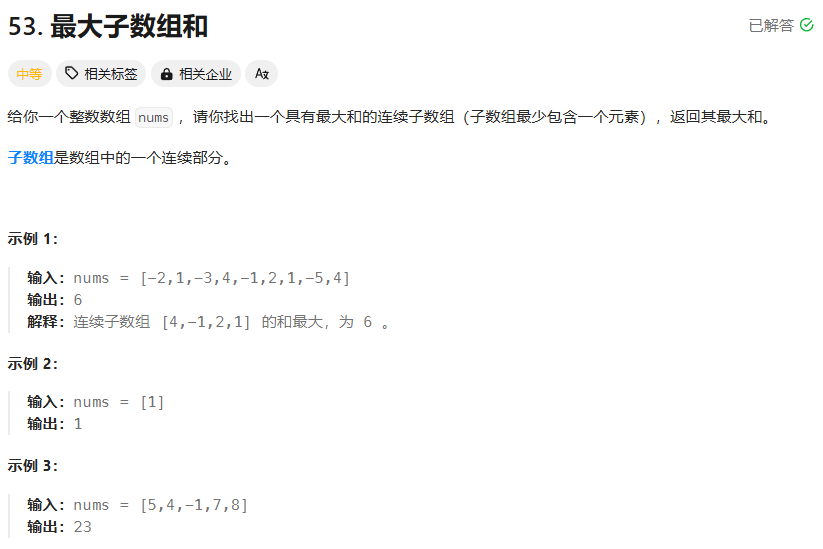 53. 最大子数组和
已解答
中等 相关标签 相关企业
给你一个整数数组 nums ，请你找出一个具有最大和的连续子数组（子数组最少包含一个元素），返回其最大和。
子数组是数组中的一个连续部分。
示例 1：
输入：nums = [-2,1,-3,4,-1,2,1,-5,4]
输出：6
解释：连续子数组 [4,-1,2,1] 的和最大，为 6 。
示例 2：
输入：nums = [1]
输出：1
示例 3：
输入：nums = [5,4,-1,7,8]
输出：23